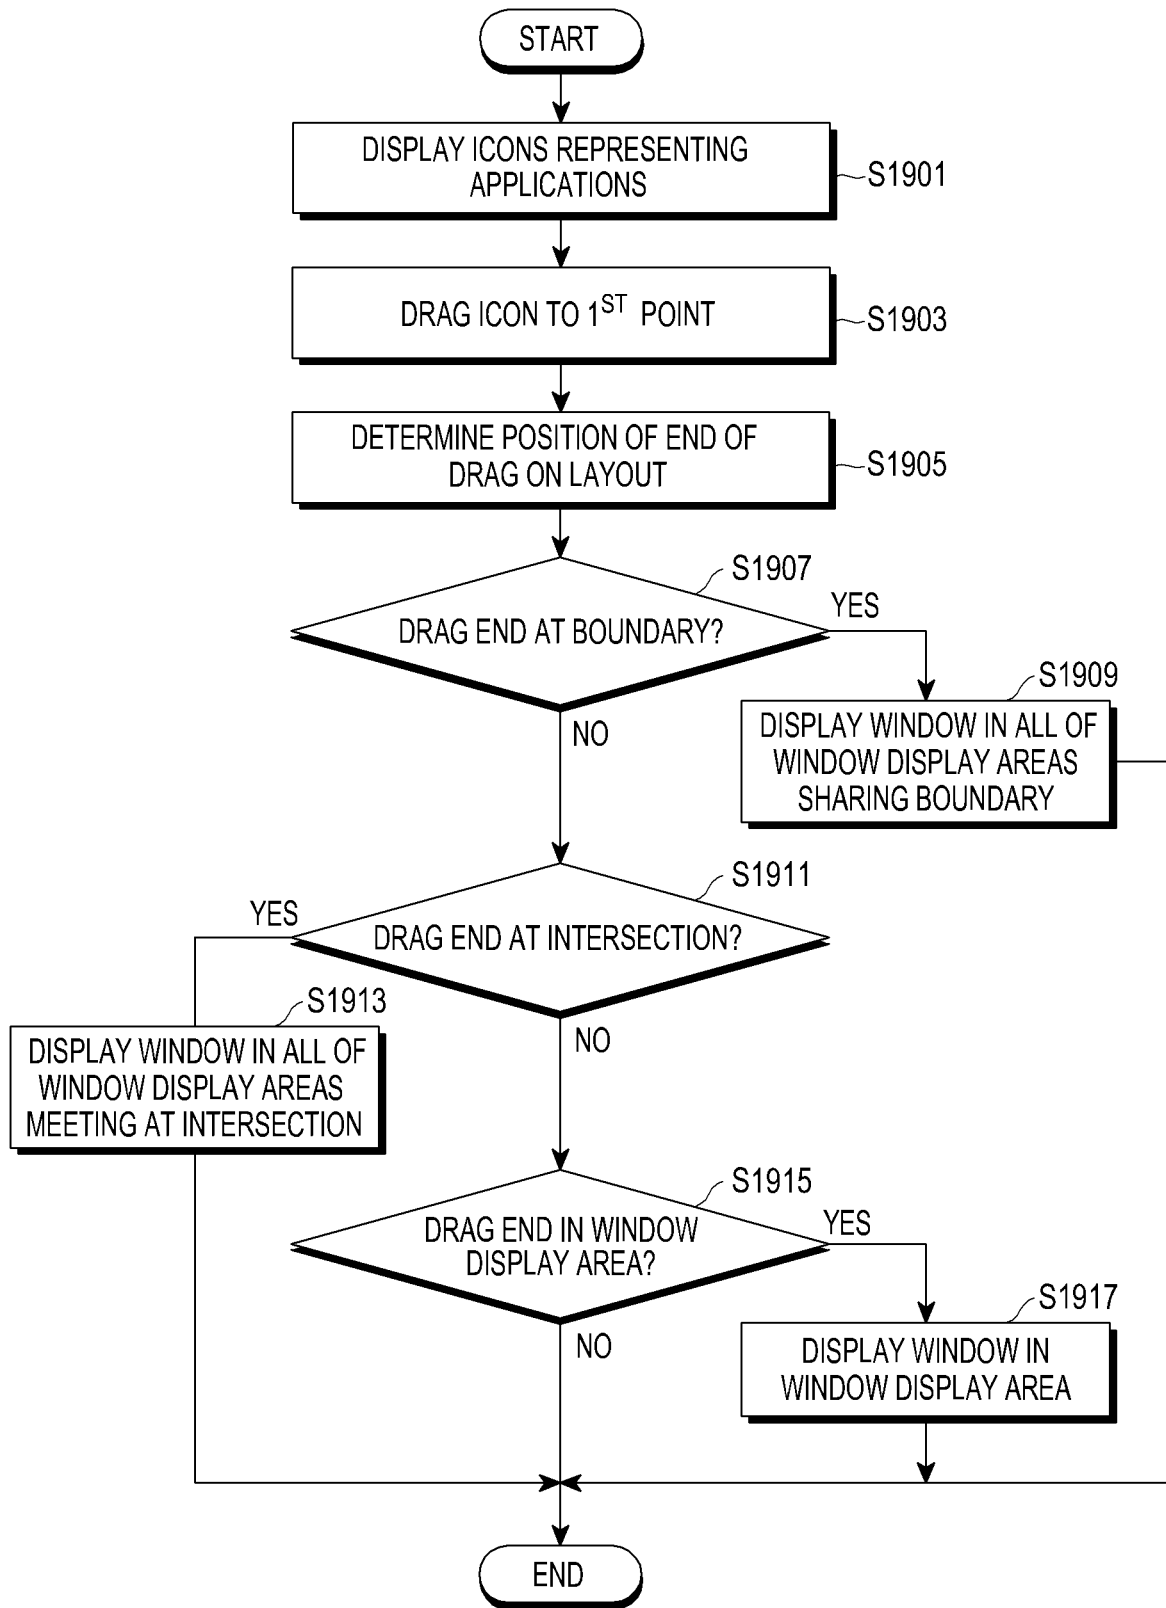 START
DISPLAY ICONS REPRESENTING
APPLICATIONS
S1901
DRAG ICON TO 1ST POINT
S1903
DETERMINE POSITION OF END OF
DRAG ON LAYOUT
S1905
S1907
DRAG END AT BOUNDARY?
YES
NO
S1909
DISPLAY WINDOW IN ALL OF
WINDOW DISPLAY AREAS
SHARING BOUNDARY
S1911
DRAG END AT INTERSECTION?
YES
NO
S1913
DISPLAY WINDOW IN ALL OF
WINDOW DISPLAY AREAS
MEETING AT INTERSECTION
S1915
DRAG END IN WINDOW
DISPLAY AREA?
YES
NO
S1917
DISPLAY WINDOW IN
WINDOW DISPLAY AREA
END